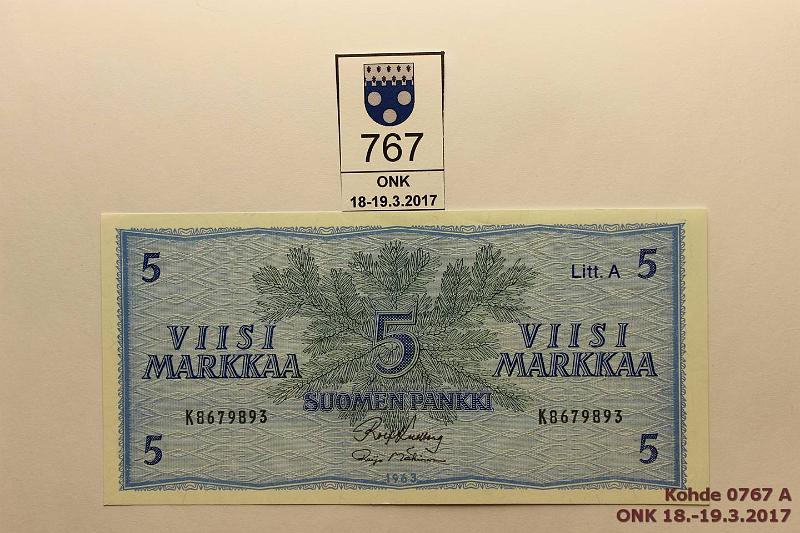 767
ONK
18-19.3.2017
5
Litt. A 5
5
VIISI MARKKAA
VIISI MARKKAA
SUOMEN PANKKI
K8679893
K8679893
5
5
1963
Kohde 0767 A
ONK 18.-19.3.2017